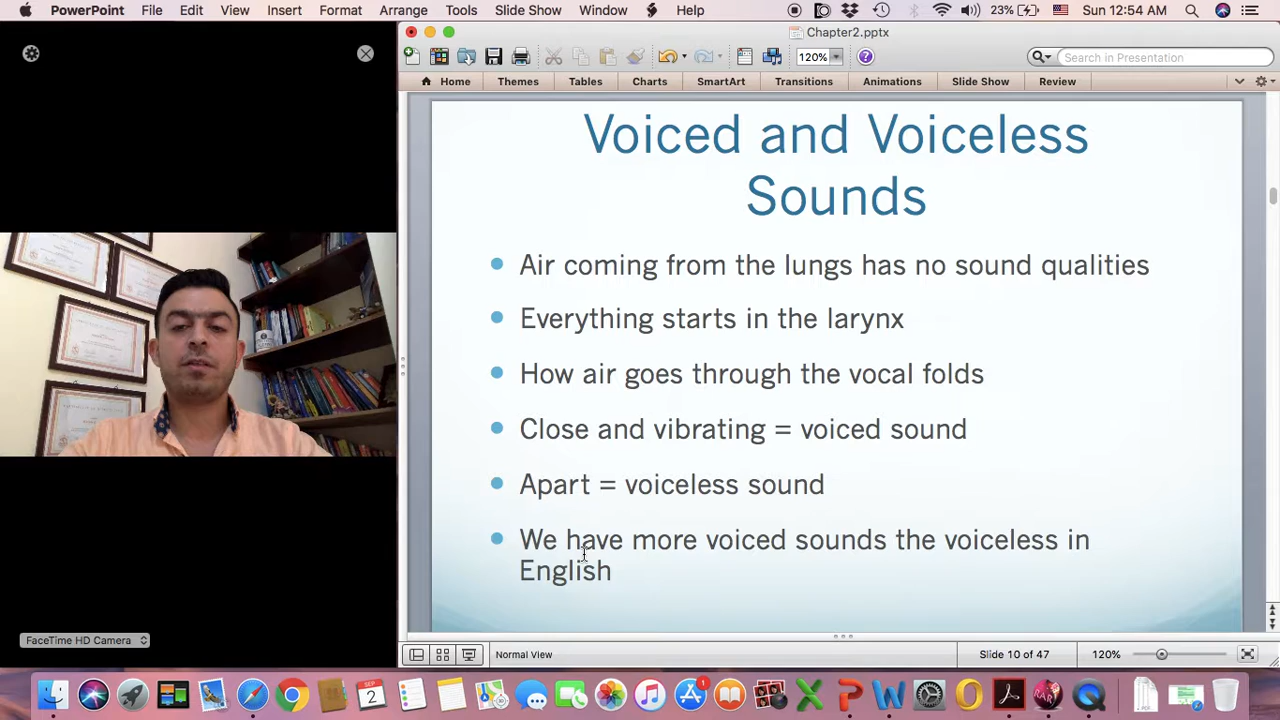 PowerPoint File Edit View Insert Format Arrange Tools Slide Show Window Help 23% Sun 12:54 AM
Chapter2.pptx
120% Search in Presentation
Home Themes Tables Charts SmartArt Transitions Animations Slide Show Review
Voiced and Voiceless
Sounds
Air coming from the lungs has no sound qualities
Everything starts in the larynx
How air goes through the vocal folds
Close and vibrating = voiced sound
Apart = voiceless sound
We have more voiced sounds the voiceless in
English
FaceTime HD Camera
Normal View Slide 10 of 47 120%
SEP
2
1